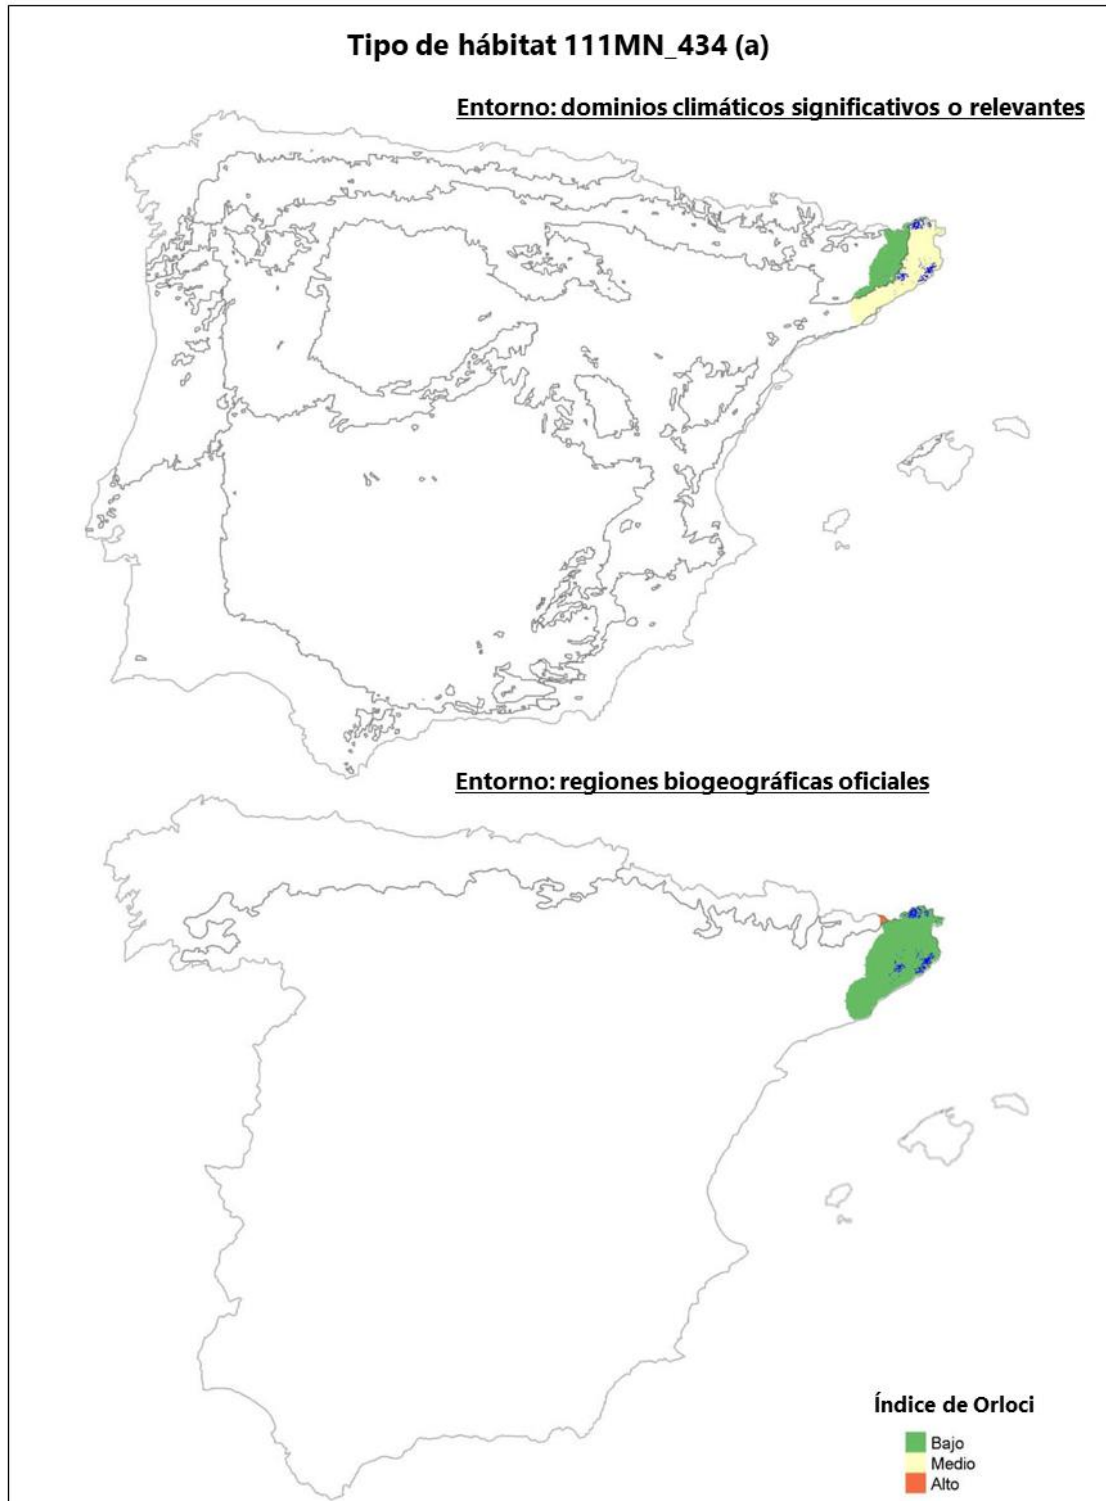 Tipo de hábitat 111MN_434 (a)
Entorno: dominios climáticos significativos o relevantes
Entorno: regiones biogeográficas oficiales
Índice de Orloci
Bajo
Medio
Alto